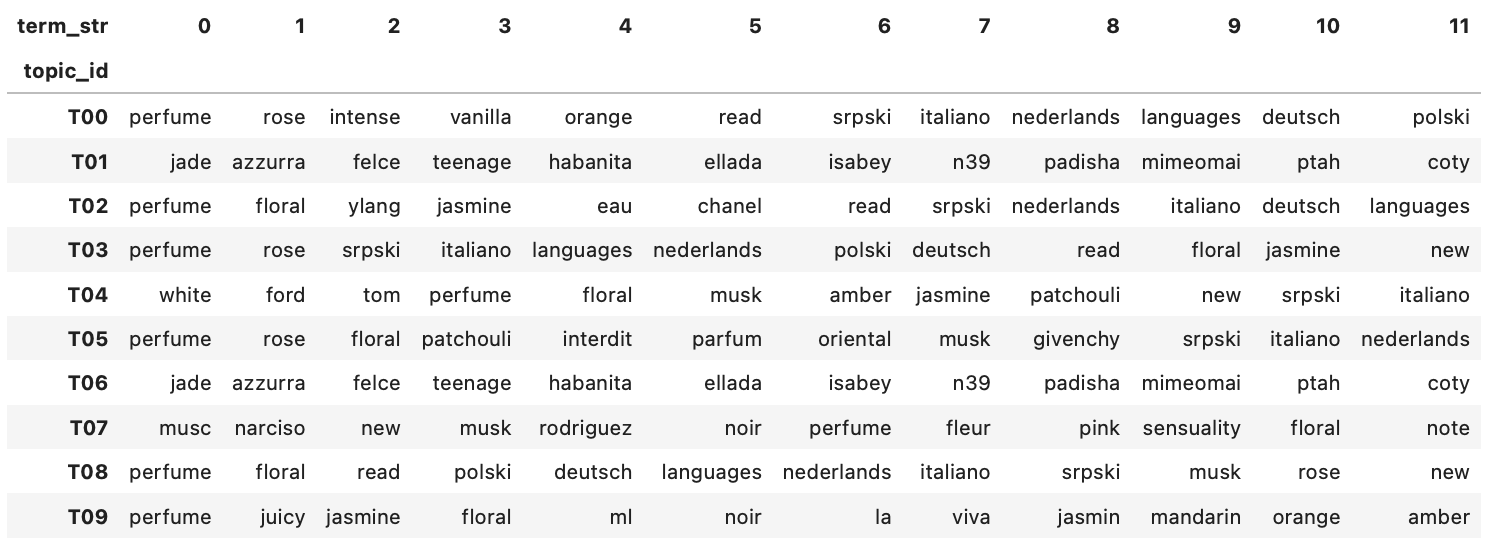 term_str 0 1 2 3 4 5 6 7 8 9 10 11
topic_id
T00 perfume rose intense vanilla orange read srpski italiano nederlands languages deutsch polski
T01 jade azzurra felce teenage habanita ellada isabey n39 padisha mimeomai ptah coty
T02 perfume floral ylang jasmine eau chanel read srpski nederlands italiano deutsch languages
T03 perfume rose srpski italiano languages nederlands polski deutsch read floral jasmine new
T04 white ford tom perfume floral musk amber jasmine patchouli new srpski italiano
T05 perfume rose floral patchouli interdit parfum oriental musk givenchy srpski italiano nederlands
T06 jade azzurra felce teenage habanita ellada isabey n39 padisha mimeomai ptah coty
T07 musc narciso new musk rodriguez noir perfume fleur pink sensuality floral note
T08 perfume floral read polski deutsch languages nederlands italiano srpski musk rose new
T09 perfume juicy jasmine floral ml noir la viva jasmin mandarin orange amber